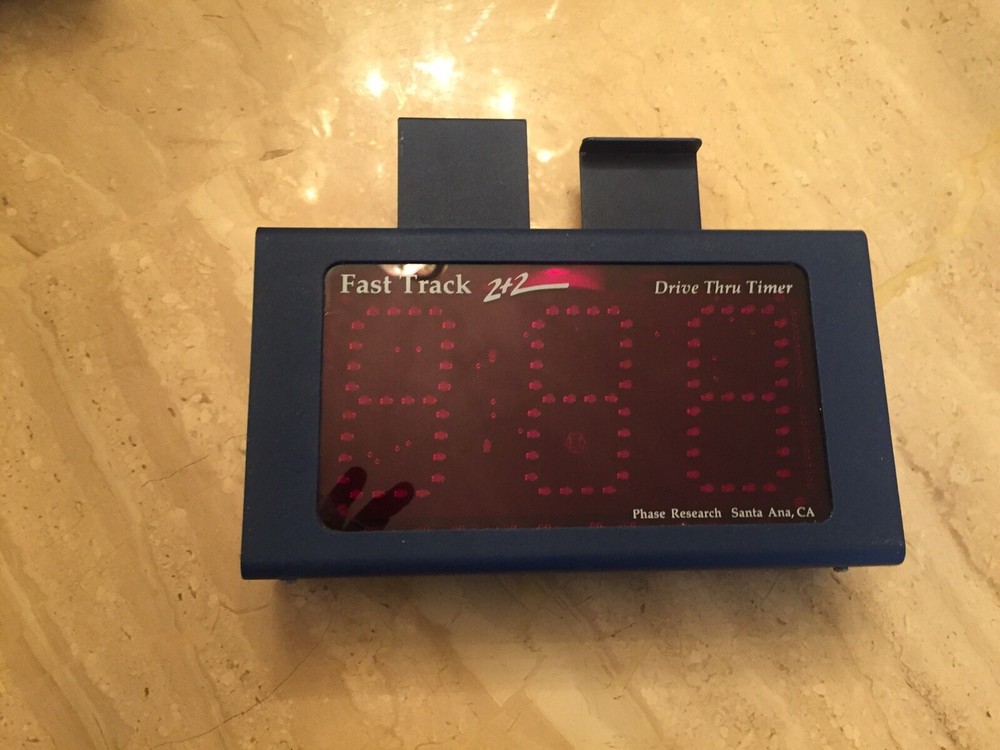 Fast Track 2+2 Drive Thru Timer
Phase Research Santa Ana, CA